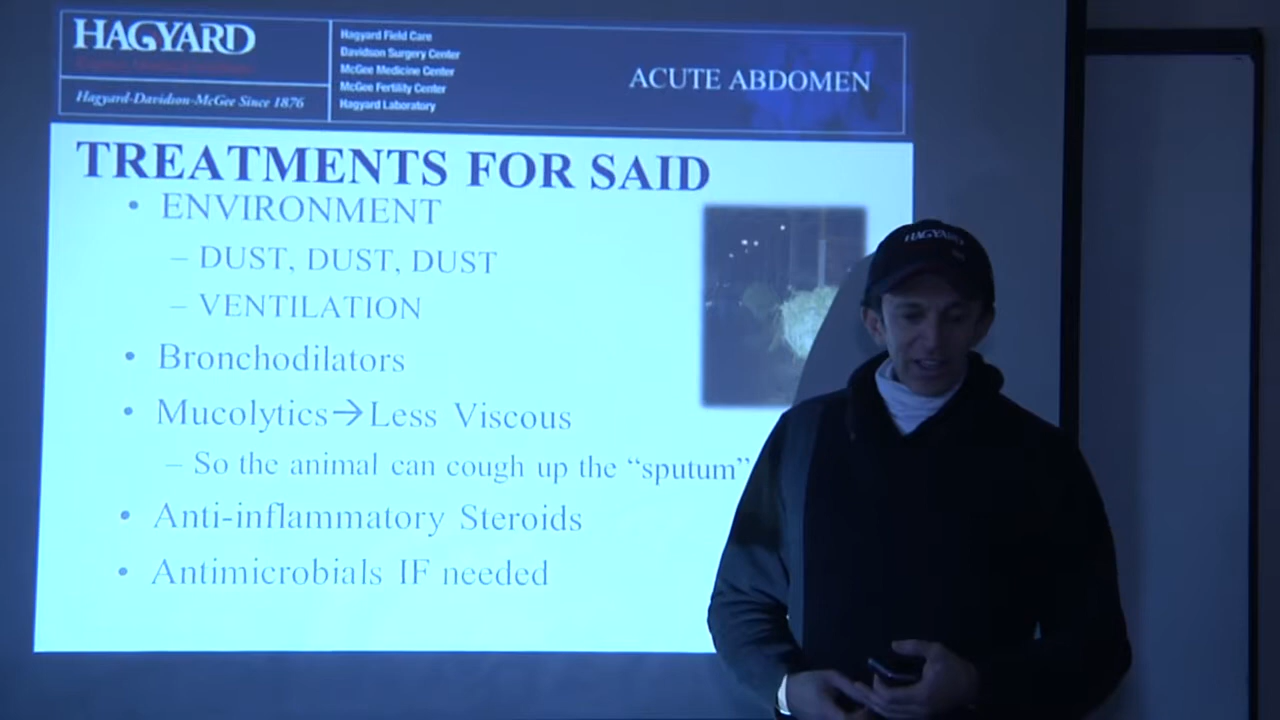 HAGYARD
Hagyard-Davidson-McGee Since 1876
Hagyard Field Care
Davidson Surgery Center
McGee Medicine Center
McGee Fertility Center
Hagyard Laboratory
ACUTE ABDOMEN
TREATMENTS FOR SAID
• ENVIRONMENT
– DUST, DUST, DUST
– VENTILATION
• Bronchodilators
• Mucolytics→Less Viscous
– So the animal can cough up the “sputum”
• Anti-inflammatory Steroids
• Antimicrobials IF needed
HAGYARD